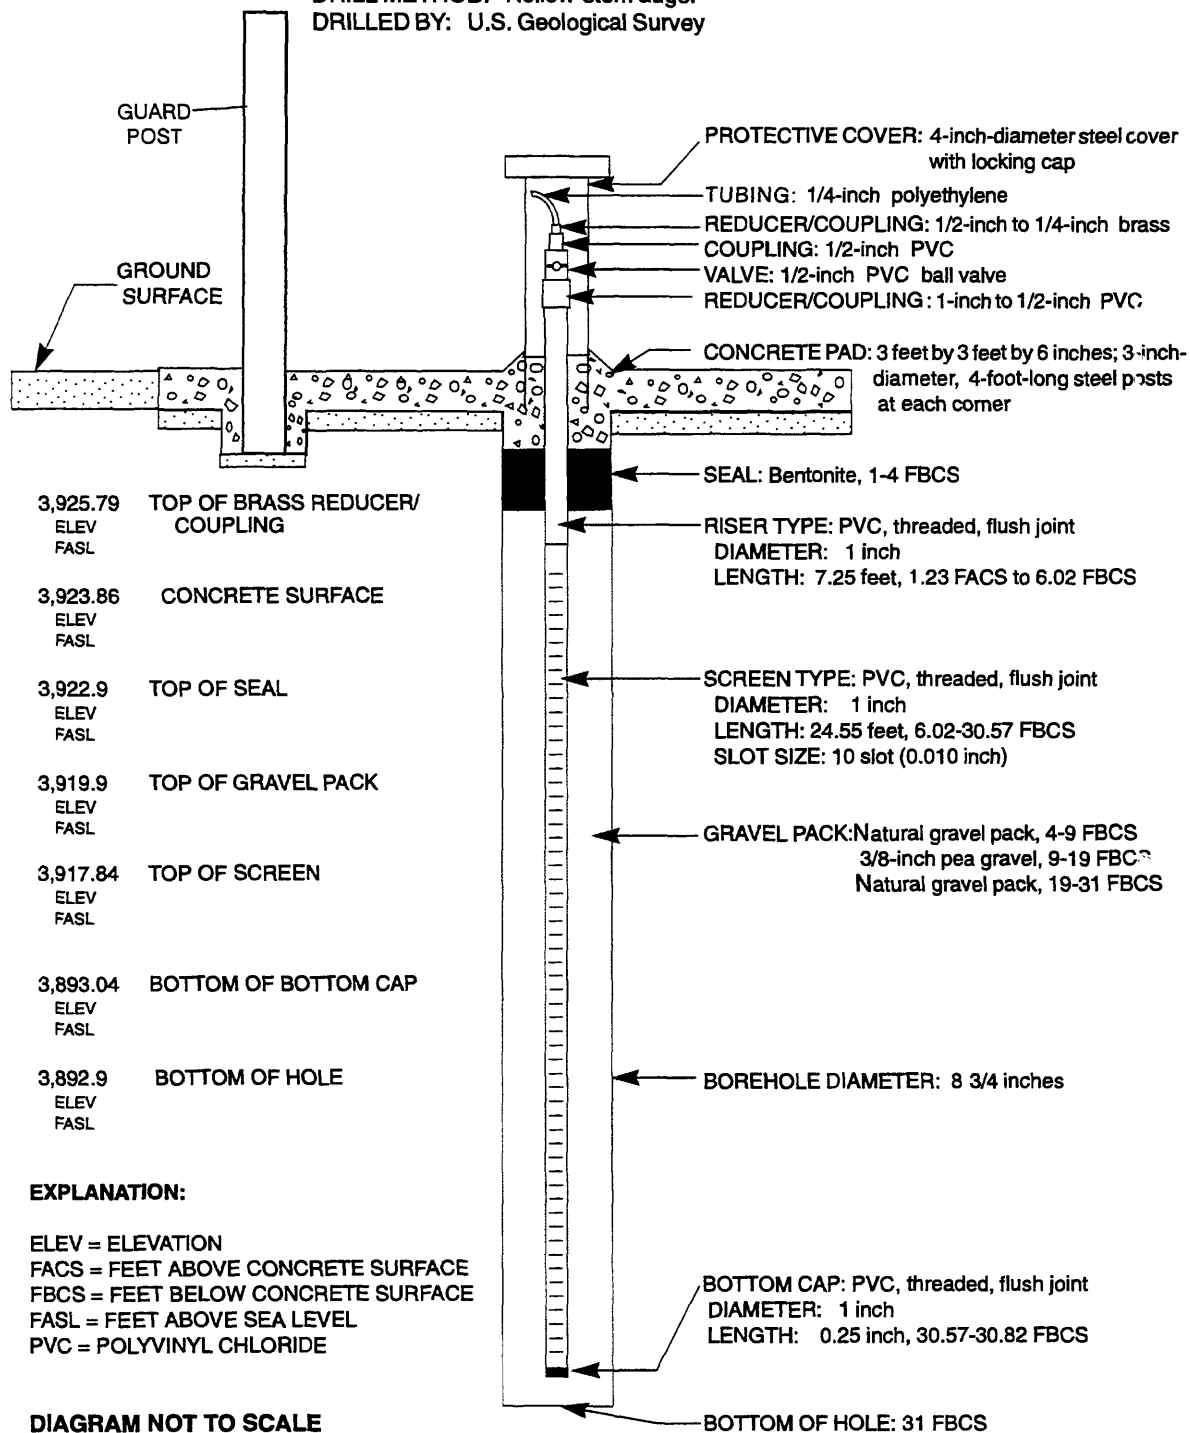 DRILL METHOD: Hollow-stem auger
DRILLED BY: U.S. Geological Survey
GUARD
POST
GROUND
SURFACE
PROTECTIVE COVER: 4-inch-diameter steel cover
with locking cap
TUBING: 1/4-inch polyethylene
REDUCER/COUPLING: 1/2-inch to 1/4-inch brass
COUPLING: 1/2-inch PVC
VALVE: 1/2-inch PVC ball valve
REDUCER/COUPLING: 1-inch to 1/2-inch PVC
CONCRETE PAD: 3 feet by 3 feet by 6 inches; 3-inch-
diameter, 4-foot-long steel posts
at each corner
SEAL: Bentonite, 1-4 FBCS
RISER TYPE: PVC, threaded, flush joint
DIAMETER: 1 inch
LENGTH: 7.25 feet, 1.23 FACS to 6.02 FBCS
SCREEN TYPE: PVC, threaded, flush joint
DIAMETER: 1 inch
LENGTH: 24.55 feet, 6.02-30.57 FBCS
SLOT SIZE: 10 slot (0.010 inch)
GRAVEL PACK:Natural gravel pack, 4-9 FBCS
3/8-inch pea gravel, 9-19 FBCS
Natural gravel pack, 19-31 FBCS
BOREHOLE DIAMETER: 8 3/4 inches
BOTTOM CAP: PVC, threaded, flush joint
DIAMETER: 1 inch
LENGTH: 0.25 inch, 30.57-30.82 FBCS
BOTTOM OF HOLE: 31 FBCS
3,925.79 TOP OF BRASS REDUCER/
ELEV COUPLING
FASL
3,923.86 CONCRETE SURFACE
ELEV
FASL
3,922.9 TOP OF SEAL
ELEV
FASL
3,919.9 TOP OF GRAVEL PACK
ELEV
FASL
3,917.84 TOP OF SCREEN
ELEV
FASL
3,893.04 BOTTOM OF BOTTOM CAP
ELEV
FASL
3,892.9 BOTTOM OF HOLE
ELEV
FASL
EXPLANATION:
ELEV = ELEVATION
FACS = FEET ABOVE CONCRETE SURFACE
FBCS = FEET BELOW CONCRETE SURFACE
FASL = FEET ABOVE SEA LEVEL
PVC = POLYVINYL CHLORIDE
DIAGRAM NOT TO SCALE